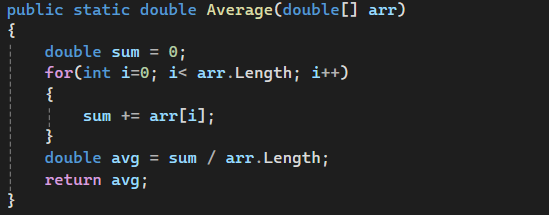 public static double Average(double[] arr)
{
    double sum = 0;
    for(int i=0; i< arr.Length; i++)
    {
        sum += arr[i];
    }
    double avg = sum / arr.Length;
    return avg;
}